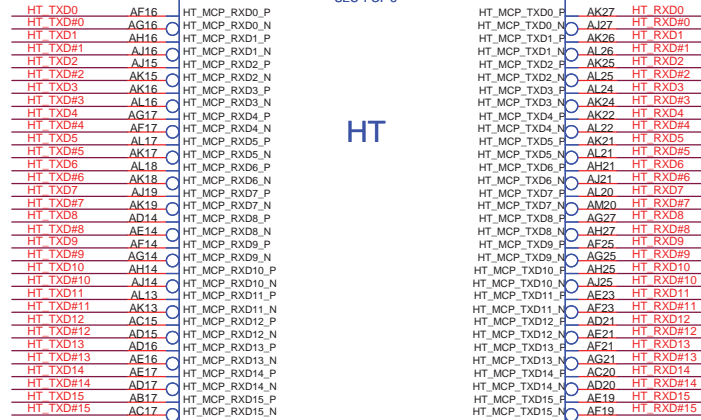 HT_TXD0 AF16 HT_MCP_RXD0_P HT_MCP_TXD0_P AK27 HT_RXD0
HT_TXD#0 AG16 HT_MCP_RXD0_N HT_MCP_TXD0_N AJ27 HT_RXD#0
HT_TXD1 AH16 HT_MCP_RXD1_P HT_MCP_TXD1_P AK26 HT_RXD1
HT_TXD#1 AJ16 HT_MCP_RXD1_N HT_MCP_TXD1_N AL26 HT_RXD#1
HT_TXD2 AJ15 HT_MCP_RXD2_P HT_MCP_TXD2_P AK25 HT_RXD2
HT_TXD#2 AK15 HT_MCP_RXD2_N HT_MCP_TXD2_N AL25 HT_RXD#2
HT_TXD3 AK16 HT_MCP_RXD3_P HT_MCP_TXD3_P AL24 HT_RXD3
HT_TXD#3 AL16 HT_MCP_RXD3_N HT_MCP_TXD3_N AK24 HT_RXD#3
HT_TXD4 AG17 HT_MCP_RXD4_P HT_MCP_TXD4_P AK22 HT_RXD4
HT_TXD#4 AF17 HT_MCP_RXD4_N HT HT_MCP_TXD4_N AL22 HT_RXD#4
HT_TXD5 AL17 HT_MCP_RXD5_P HT_MCP_TXD5_P AK21 HT_RXD5
HT_TXD#5 AK17 HT_MCP_RXD5_N HT_MCP_TXD5_N AL21 HT_RXD#5
HT_TXD6 AL18 HT_MCP_RXD6_P HT_MCP_TXD6_P AH21 HT_RXD6
HT_TXD#6 AK18 HT_MCP_RXD6_N HT_MCP_TXD6_N AJ21 HT_RXD#6
HT_TXD7 AJ19 HT_MCP_RXD7_P HT_MCP_TXD7_P AL20 HT_RXD7
HT_TXD#7 AK19 HT_MCP_RXD7_N HT_MCP_TXD7_N AM20 HT_RXD#7
HT_TXD8 AD14 HT_MCP_RXD8_P HT_MCP_TXD8_P AG27 HT_RXD8
HT_TXD#8 AE14 HT_MCP_RXD8_N HT_MCP_TXD8_N AH27 HT_RXD#8
HT_TXD9 AF14 HT_MCP_RXD9_P HT_MCP_TXD9_P AF25 HT_RXD9
HT_TXD#9 AG14 HT_MCP_RXD9_N HT_MCP_TXD9_N AG25 HT_RXD#9
HT_TXD10 AH14 HT_MCP_RXD10_P HT_MCP_TXD10_P AH25 HT_RXD10
HT_TXD#10 AJ14 HT_MCP_RXD10_N HT_MCP_TXD10_N AJ25 HT_RXD#10
HT_TXD11 AL13 HT_MCP_RXD11_P HT_MCP_TXD11_P AE23 HT_RXD11
HT_TXD#11 AK13 HT_MCP_RXD11_N HT_MCP_TXD11_N AF23 HT_RXD#11
HT_TXD12 AC15 HT_MCP_RXD12_P HT_MCP_TXD12_P AD21 HT_RXD12
HT_TXD#12 AD15 HT_MCP_RXD12_N HT_MCP_TXD12_N AE21 HT_RXD#12
HT_TXD13 AD16 HT_MCP_RXD13_P HT_MCP_TXD13_P AF21 HT_RXD13
HT_TXD#13 AE16 HT_MCP_RXD13_N HT_MCP_TXD13_N AG21 HT_RXD#13
HT_TXD14 AE17 HT_MCP_RXD14_P HT_MCP_TXD14_P AC20 HT_RXD14
HT_TXD#14 AD17 HT_MCP_RXD14_N HT_MCP_TXD14_N AD20 HT_RXD#14
HT_TXD15 AB17 HT_MCP_RXD15_P HT_MCP_TXD15_P AE19 HT_RXD15
HT_TXD#15 AC17 HT_MCP_RXD15_N HT_MCP_TXD15_N AF19 HT_RXD#15